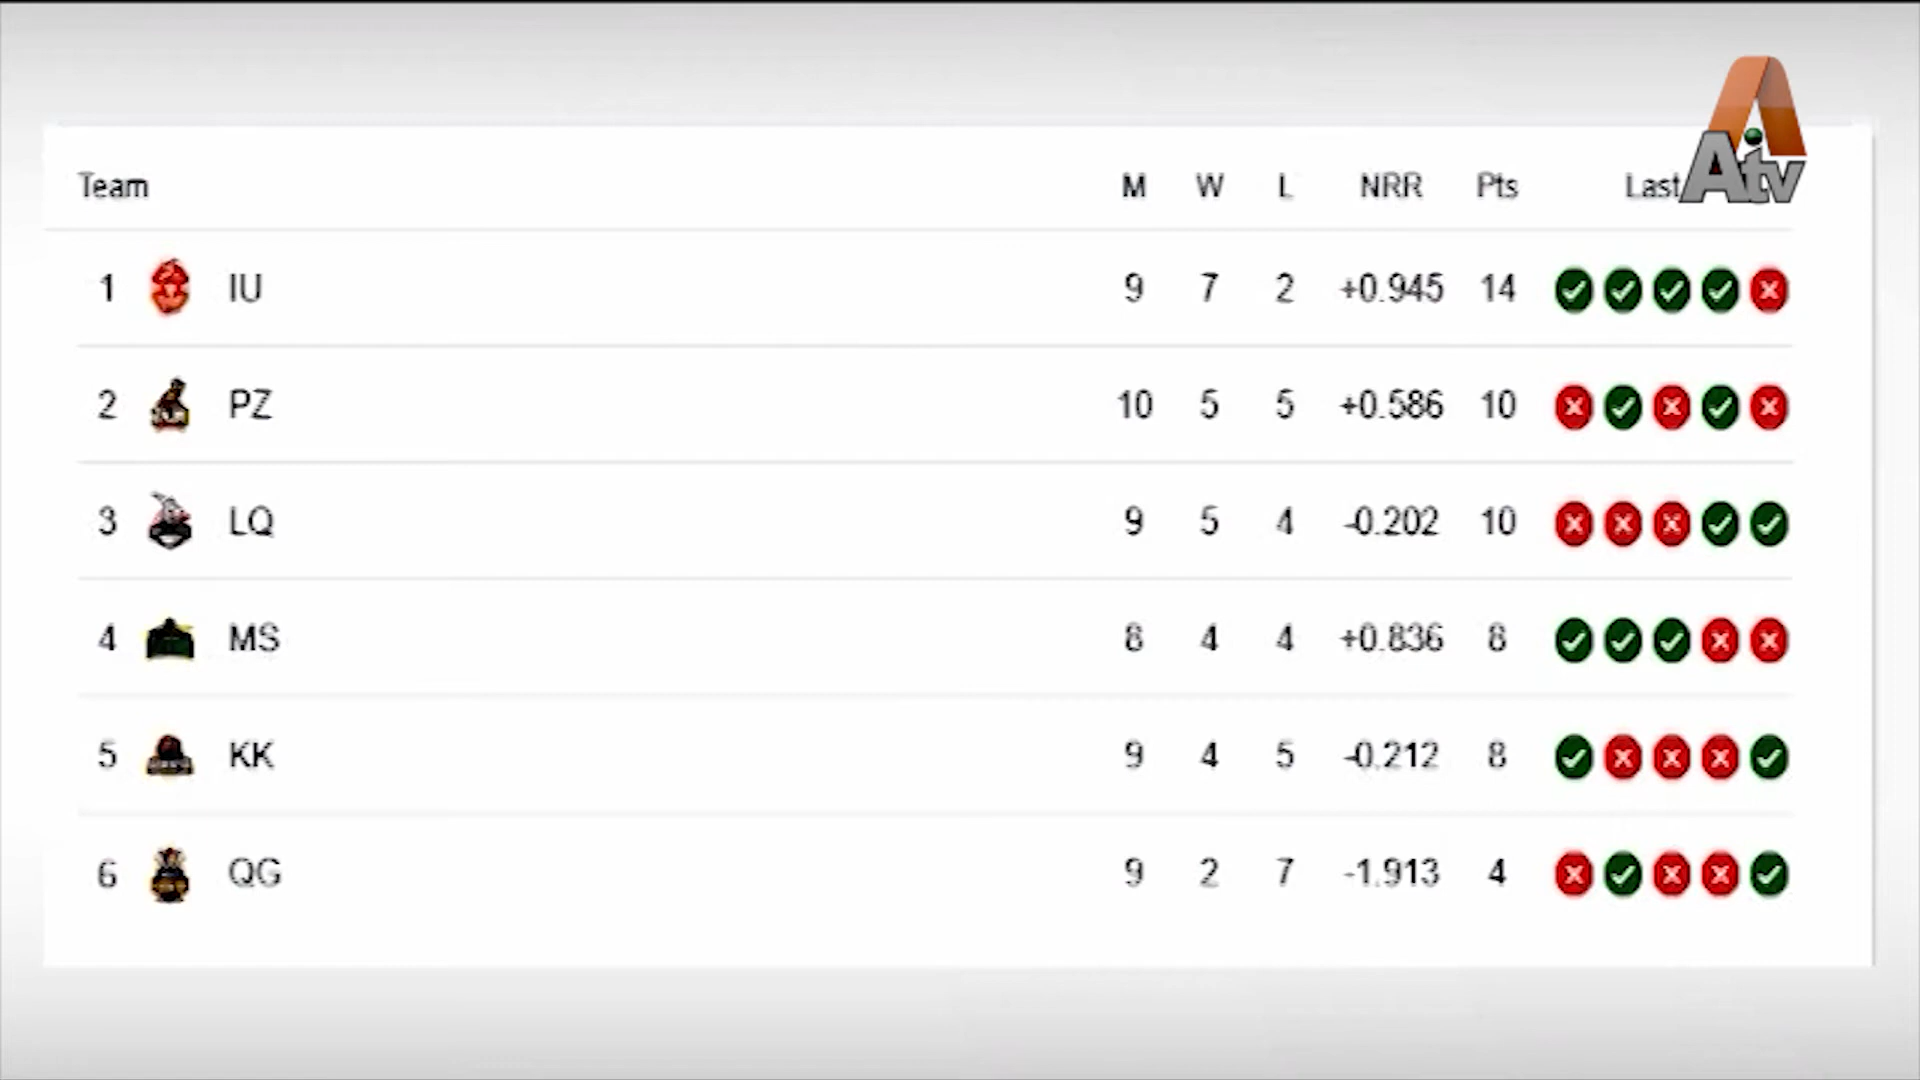 Team M W L NRR Pts Last
Atv
1 IU 9 7 2 +0.945 14
2 PZ 10 5 5 +0.586 10
3 LQ 9 5 4 -0.202 10
4 MS 8 4 4 +0.836 8
5 KK 9 4 5 -0.212 8
6 QG 9 2 7 -1.913 4